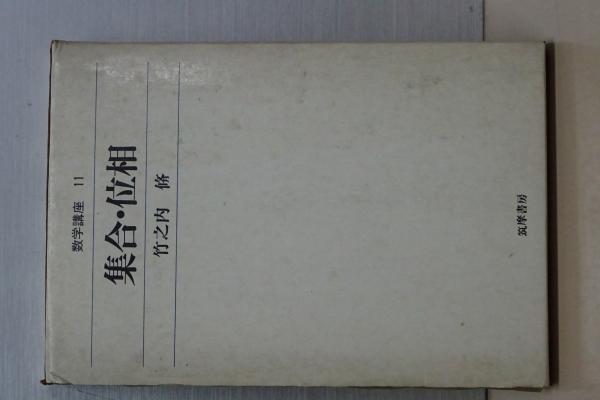 数学講座 11
集合・位相
竹之内 脩
筑摩書房